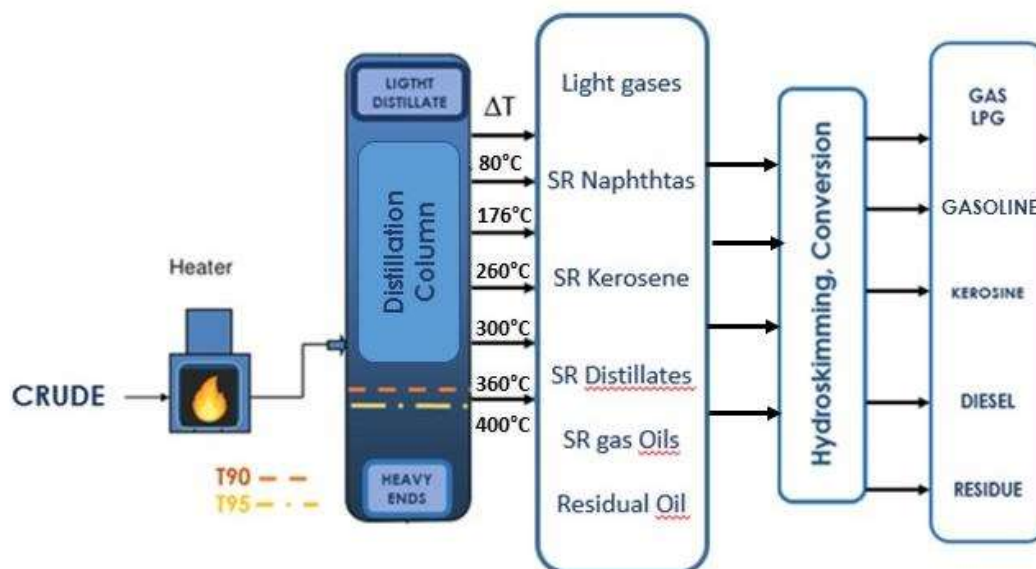 Heater
CRUDE
T90
T95
LIGTHT
DISTILLATE
Distillation
Column
HEAVY
ENDS
ΔT
80°C
176°C
260°C
300°C
360°C
400°C
Light gases
SR Naphthtas
SR Kerosene
SR Distillates
SR gas Oils
Residual Oil
Hydroskimming, Conversion
GAS
LPG
GASOLINE
KEROSINE
DIESEL
RESIDUE